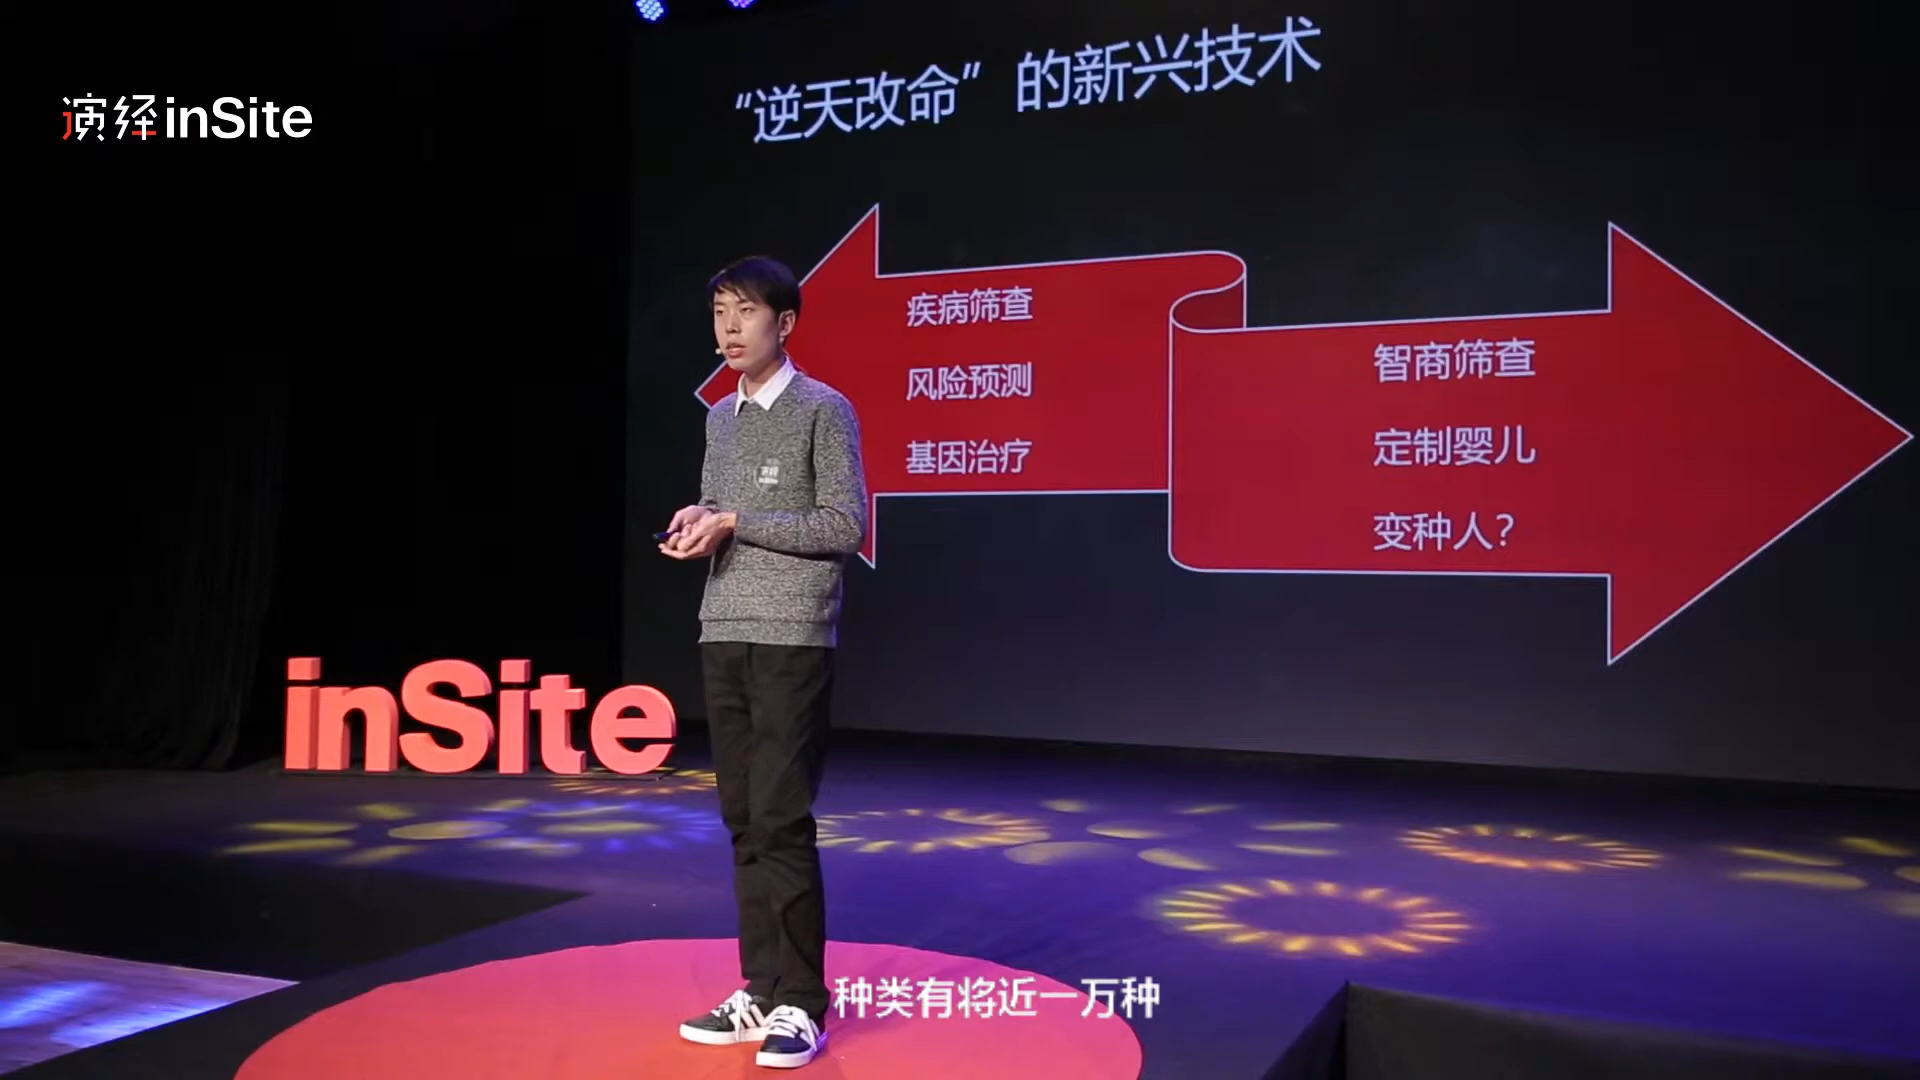 演绎inSite
“逆天改命”的新兴技术
疾病筛查
风险预测
基因治疗
智商筛查
定制婴儿
变种人？
inSite
种类有将近一万种